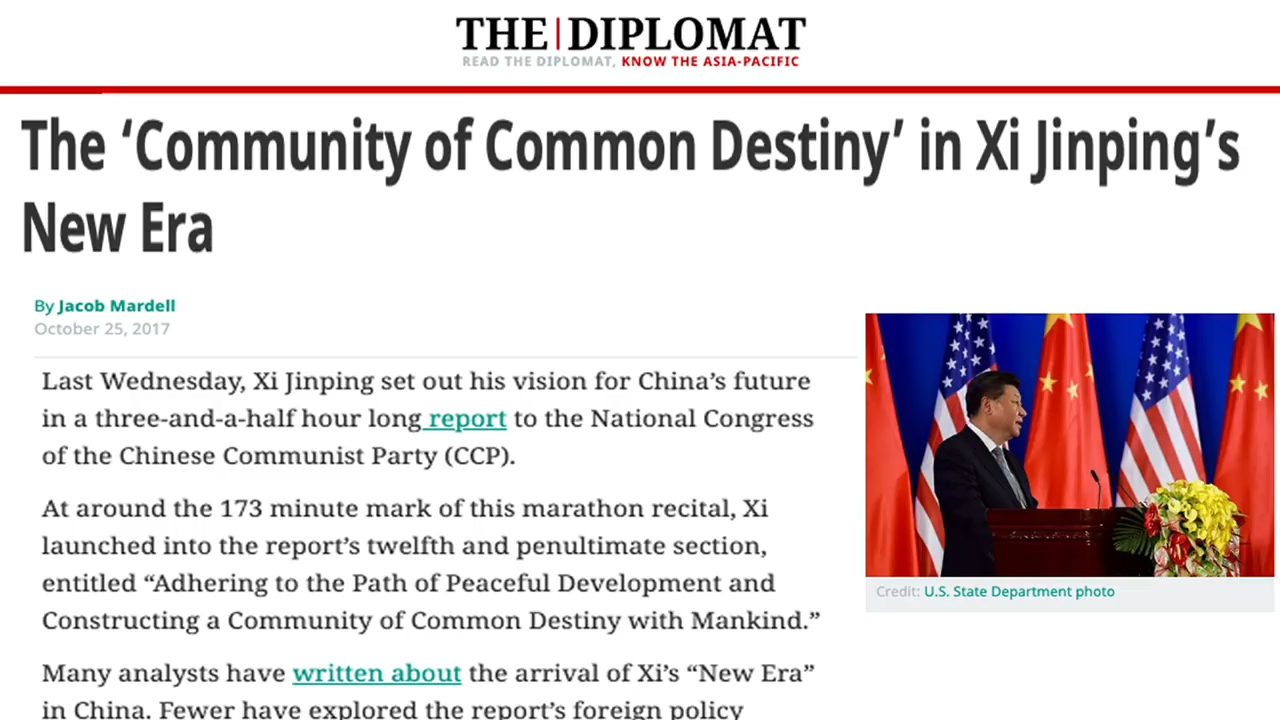 THE|DIPLOMAT
READ THE DIPLOMAT, KNOW THE ASIA-PACIFIC
The ‘Community of Common Destiny’ in Xi Jinping’s
New Era
By Jacob Mardell
October 25, 2017
Last Wednesday, Xi Jinping set out his vision for China’s future
in a three-and-a-half hour long report to the National Congress
of the Chinese Communist Party (CCP).
At around the 173 minute mark of this marathon recital, Xi
launched into the report’s twelfth and penultimate section,
entitled “Adhering to the Path of Peaceful Development and
Constructing a Community of Common Destiny with Mankind.”
Credit: U.S. State Department photo
Many analysts have written about the arrival of Xi’s “New Era”
in China. Fewer have explored the report’s foreign policy